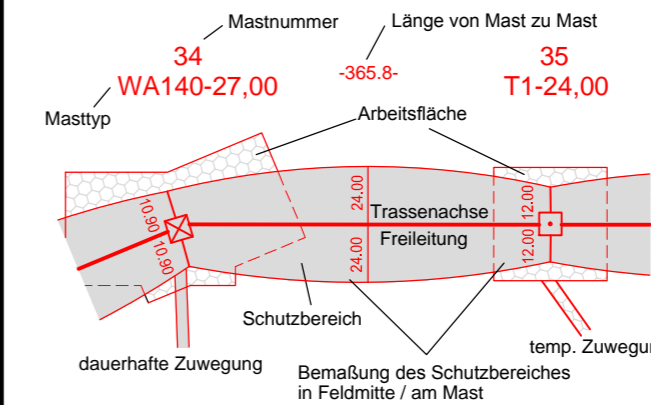 Mastnummer
Länge von Mast zu Mast
34
-365.8-
35
WA140-27,00
T1-24,00
Masttyp
Arbeitsfläche
10.90
24.00
12.00
Trassenachse
10.90
24.00
12.00
Freileitung
Schutzbereich
dauerhafte Zuwegung
temp.
Bemaßung des Schutzbereiches
in Feldmitte / am Mast